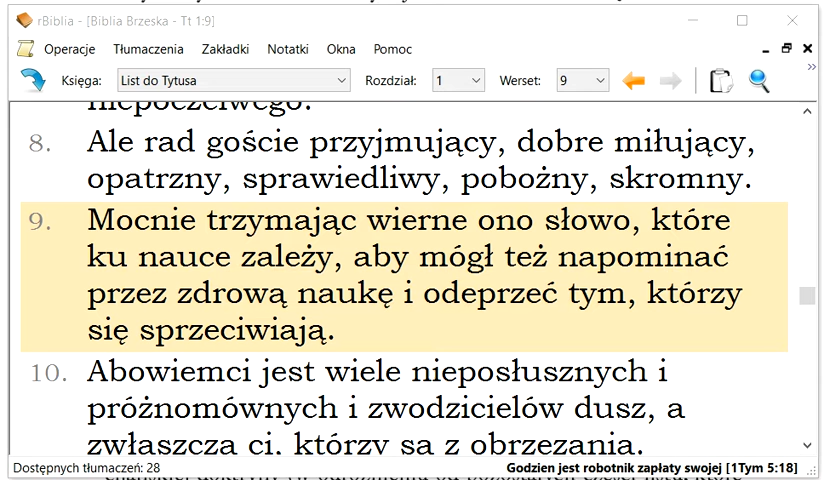 rBiblia - [Biblia Brzeska - Tt 1:9]
Operacje Tłumaczenia Zakładki Notatki Okna Pomoc
Księga: List do Tytusa Rozdział: 1 Werset: 9
niepoczciwego.
8. Ale rad goście przyjmujący, dobre miłujący,
opatrzny, sprawiedliwy, pobożny, skromny.
9. Mocnie trzymając wierne ono słowo, które
ku nauce zależy, aby mógł też napominać
przez zdrową naukę i odeprzeć tym, którzy
się sprzeciwiają.
10. Abowiemci jest wiele nieposłusznych i
próżnomównych i zwodzicielów dusz, a
zwłaszcza ci, którzy są z obrzezania.
Dostępnych tłumaczeń: 28 Godzien jest robotnik zapłaty swojej [1Tym 5:18]